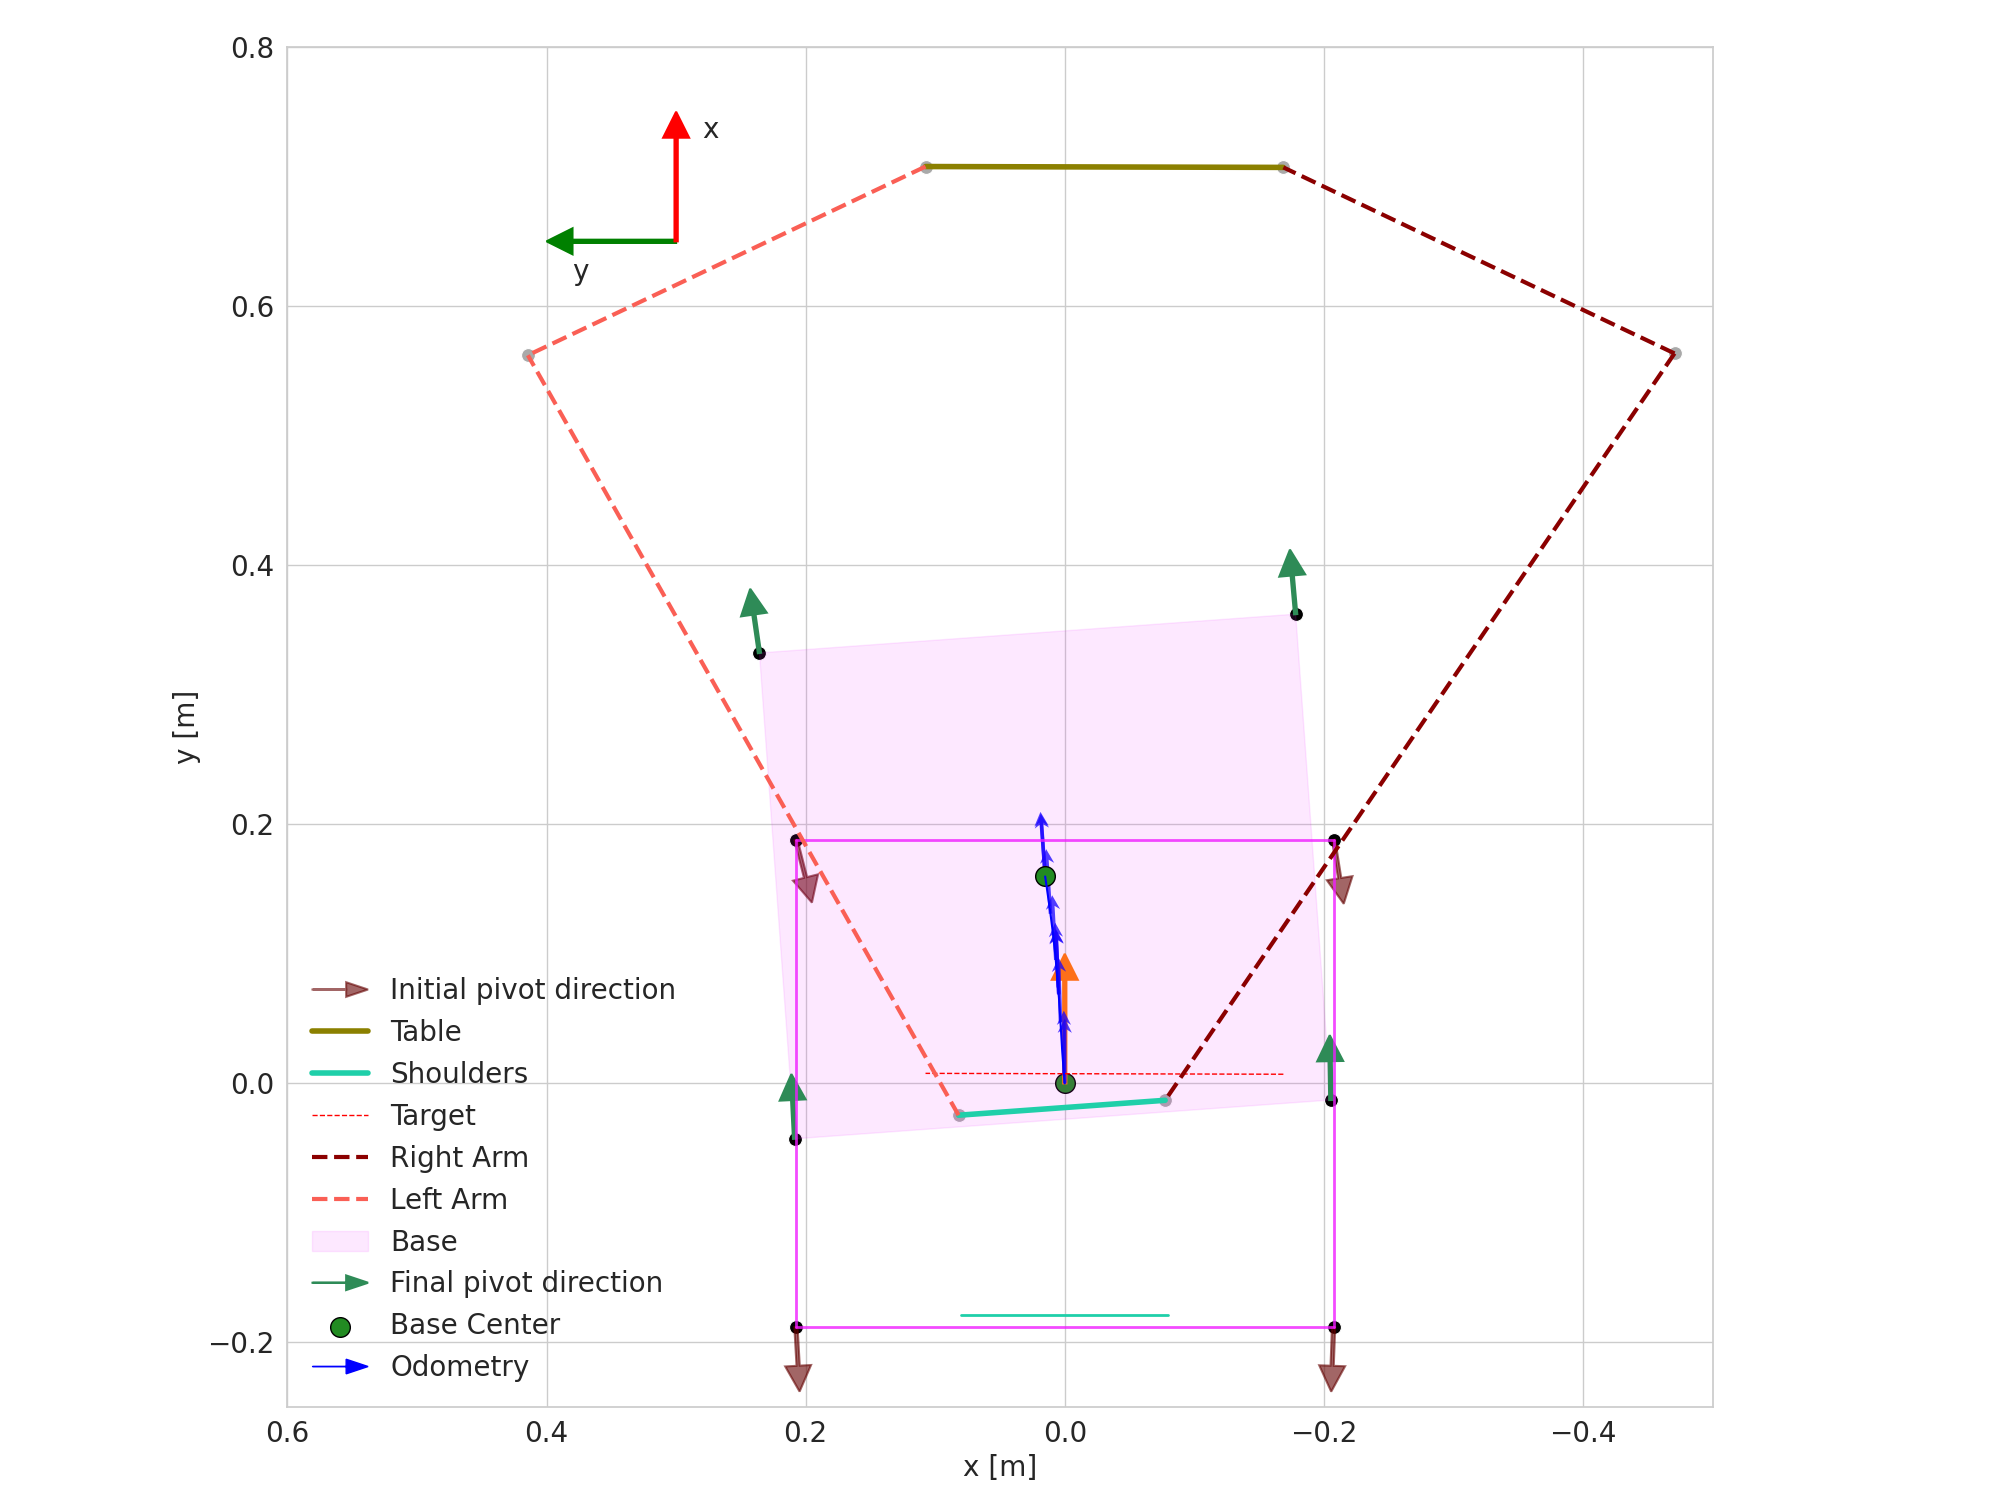 0.8
x
y
0.6
0.4
0.2
0.0
−0.2
y [m]
Initial pivot direction
Table
Shoulders
Target
Right Arm
Left Arm
Base
Final pivot direction
Base Center
Odometry
0.6 0.4 0.2 0.0 −0.2 −0.4
x [m]